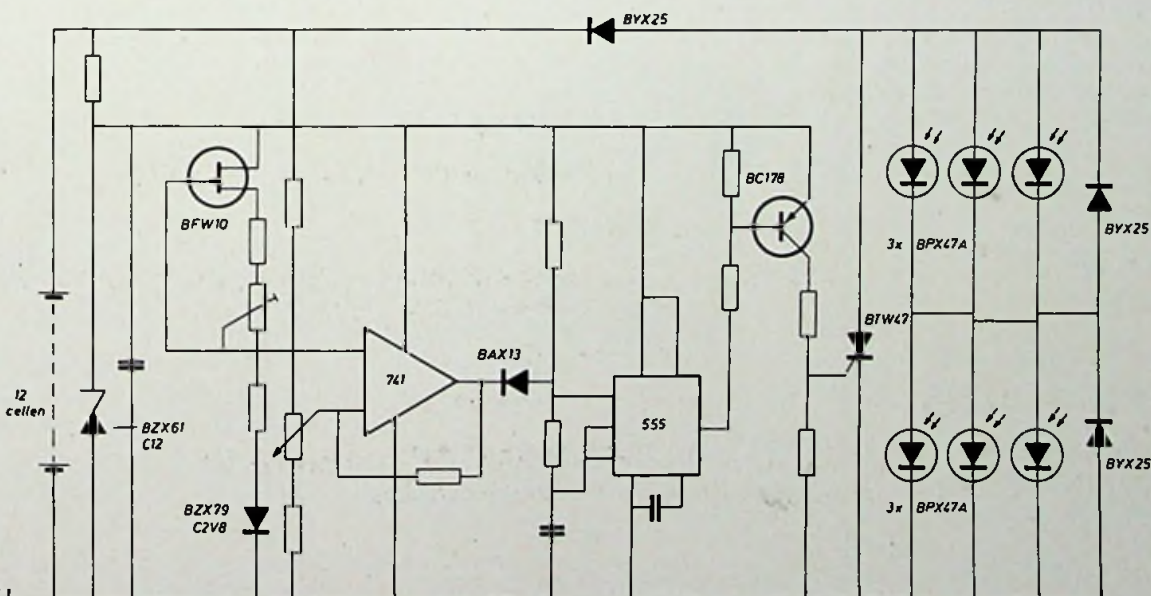 BYX25
BFW10
BC178
3x BPX47A
BYX25
BTW47
741
BAX13
12
cellen
BZX61
C12
555
BZX79
C2V8
3x BPX47A
BYX25